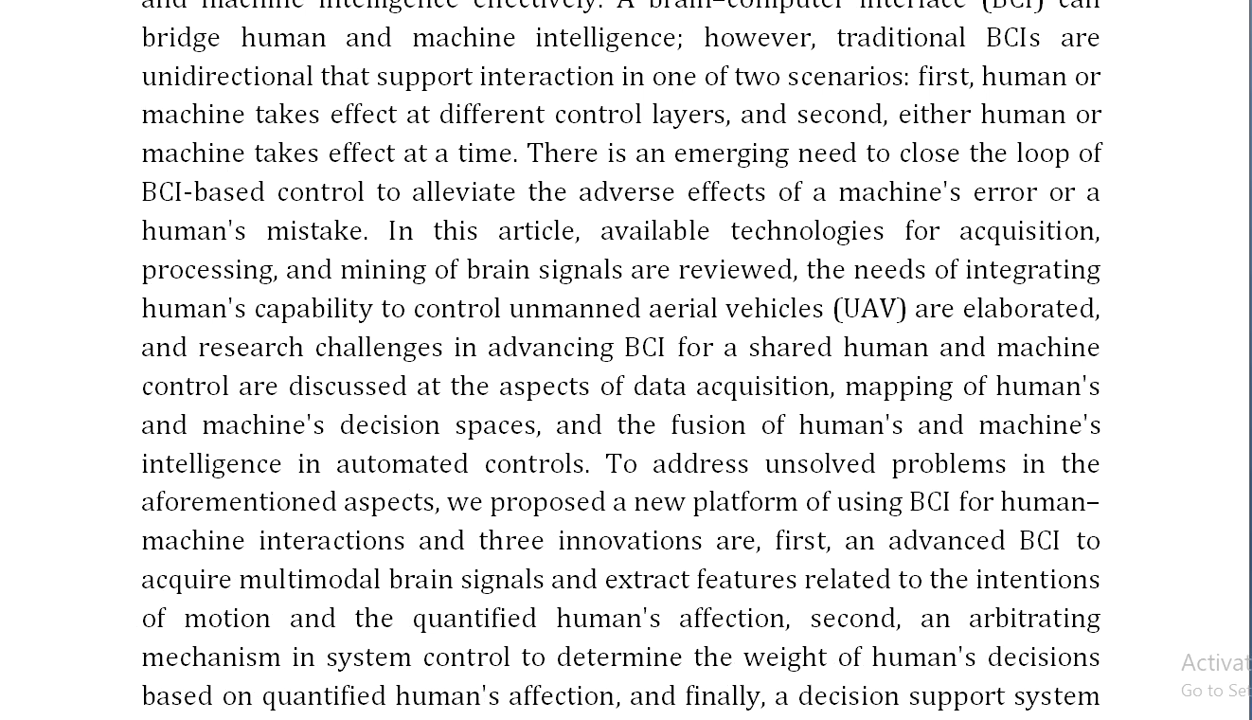 and machine intelligence effectively. A brain–computer interface (BCI) can
bridge human and machine intelligence; however, traditional BCIs are
unidirectional that support interaction in one of two scenarios: first, human or
machine takes effect at different control layers, and second, either human or
machine takes effect at a time. There is an emerging need to close the loop of
BCI-based control to alleviate the adverse effects of a machine's error or a
human's mistake. In this article, available technologies for acquisition,
processing, and mining of brain signals are reviewed, the needs of integrating
human's capability to control unmanned aerial vehicles (UAV) are elaborated,
and research challenges in advancing BCI for a shared human and machine
control are discussed at the aspects of data acquisition, mapping of human's
and machine's decision spaces, and the fusion of human's and machine's
intelligence in automated controls. To address unsolved problems in the
aforementioned aspects, we proposed a new platform of using BCI for human–
machine interactions and three innovations are, first, an advanced BCI to
acquire multimodal brain signals and extract features related to the intentions
of motion and the quantified human's affection, second, an arbitrating
mechanism in system control to determine the weight of human's decisions
based on quantified human's affection, and finally, a decision support system
Activat
Go to Se